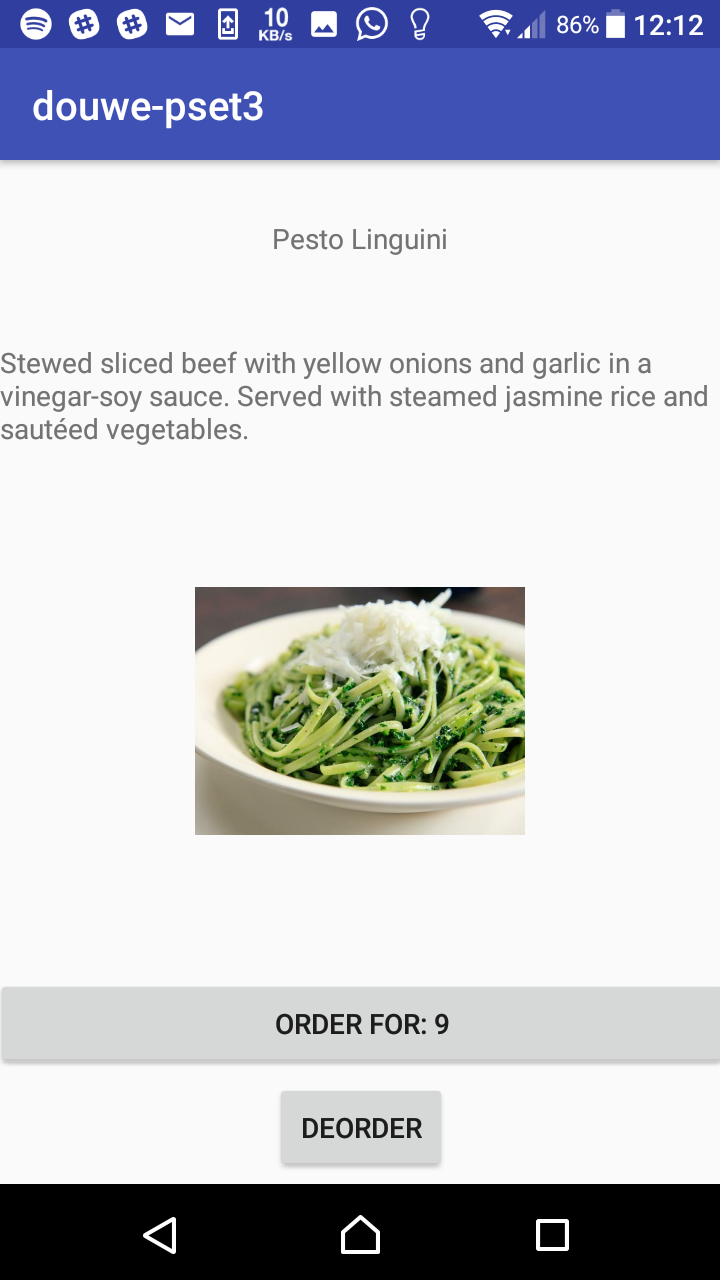 10
KB/s
86%
12:12
douwe-pset3
Pesto Linguini
Stewed sliced beef with yellow onions and garlic in a
vinegar-soy sauce. Served with steamed jasmine rice and
sautéed vegetables.
ORDER FOR: 9
DEORDER